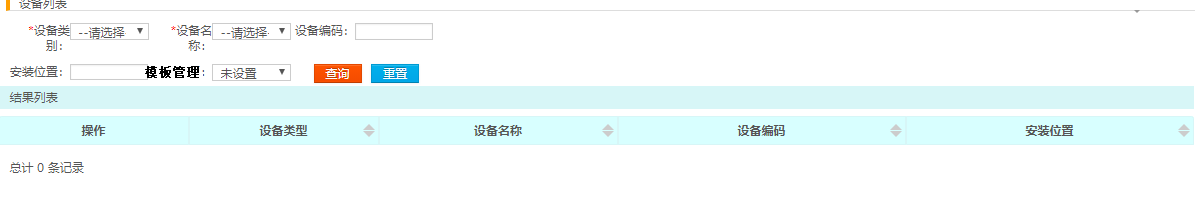 设备列表
*设备类别: --请选择 *设备名称: --请选择- 设备编码:
安装位置: 模板管理: 未设置 查询 重置
结果列表
操作 设备类型 设备名称 设备编码 安装位置
总计 0 条记录